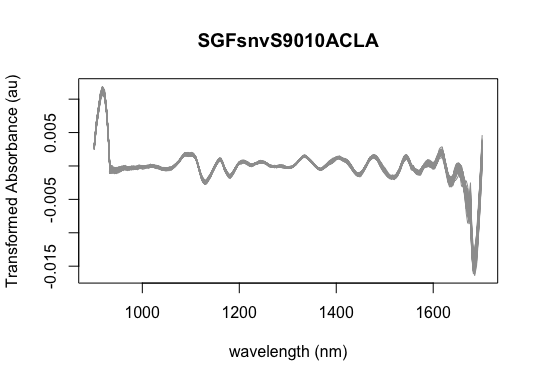 SGFsnvS9010ACLA
Transformed Absorbance (au)
0.005
-0.005
-0.015
1000 1200 1400 1600
wavelength (nm)